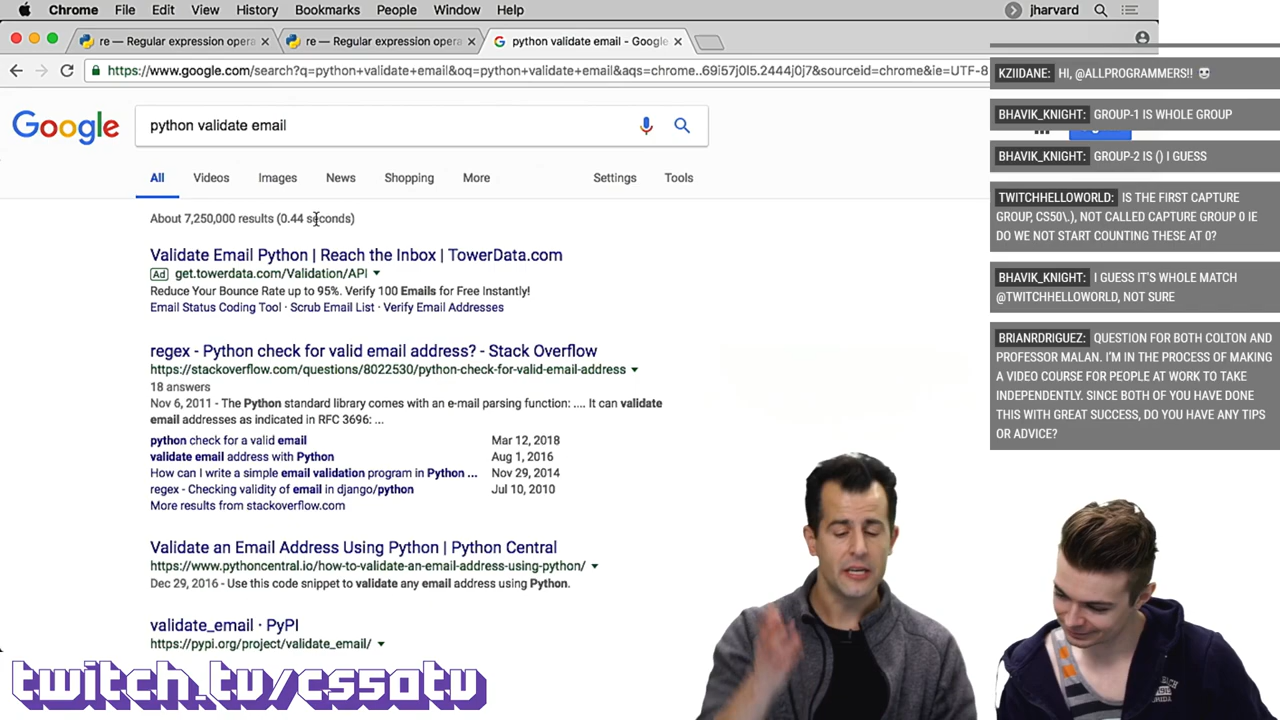 Chrome File Edit View History Bookmarks People Window Help
jharvard
re — Regular expression opera ×
re — Regular expression opera ×
python validate email - Google ×
https://www.google.com/search?q=python+validate+email&oq=python+validate+email&aqs=chrome..69i57j0l5.2444j0j7&sourceid=chrome&ie=UTF-8
Google
python validate email
All Videos Images News Shopping More Settings Tools
About 7,250,000 results (0.44 seconds)
Validate Email Python | Reach the Inbox | TowerData.com
Ad get.towerdata.com/Validation/API
Reduce Your Bounce Rate up to 95%. Verify 100 Emails for Free Instantly!
Email Status Coding Tool · Scrub Email List · Verify Email Addresses
regex - Python check for valid email address? - Stack Overflow
https://stackoverflow.com/questions/8022530/python-check-for-valid-email-address
18 answers
Nov 6, 2011 - The Python standard library comes with an e-mail parsing function: .... It can validate
email addresses as indicated in RFC 3696: ...
python check for a valid email Mar 12, 2018
validate email address with Python Aug 1, 2016
How can I write a simple email validation program in Python ... Nov 29, 2014
regex - Checking validity of email in django/python Jul 10, 2010
More results from stackoverflow.com
Validate an Email Address Using Python | Python Central
https://www.pythoncentral.io/how-to-validate-an-email-address-using-python/
Dec 29, 2016 - Use this code snippet to validate any email address using Python.
validate_email · PyPI
https://pypi.org/project/validate_email/
KZIIDANE: HI, @ALLPROGRAMMERS!!
BHAVIK_KNIGHT: GROUP-1 IS WHOLE GROUP
BHAVIK_KNIGHT: GROUP-2 IS () I GUESS
TWITCHHELLOWORLD: IS THE FIRST CAPTURE
GROUP, CS50\.), NOT CALLED CAPTURE GROUP 0 IE
DO WE NOT START COUNTING THESE AT 0?
BHAVIK_KNIGHT: I GUESS IT'S WHOLE MATCH
@TWITCHHELLOWORLD, NOT SURE
BRIANRDRIGUEZ: QUESTION FOR BOTH COLTON AND
PROFESSOR MALAN. I'M IN THE PROCESS OF MAKING
A VIDEO COURSE FOR PEOPLE AT WORK TO TAKE
INDEPENDENTLY. SINCE BOTH OF YOU HAVE DONE
THIS WITH GREAT SUCCESS, DO YOU HAVE ANY TIPS
OR ADVICE?
twitch.tv/cs50tv